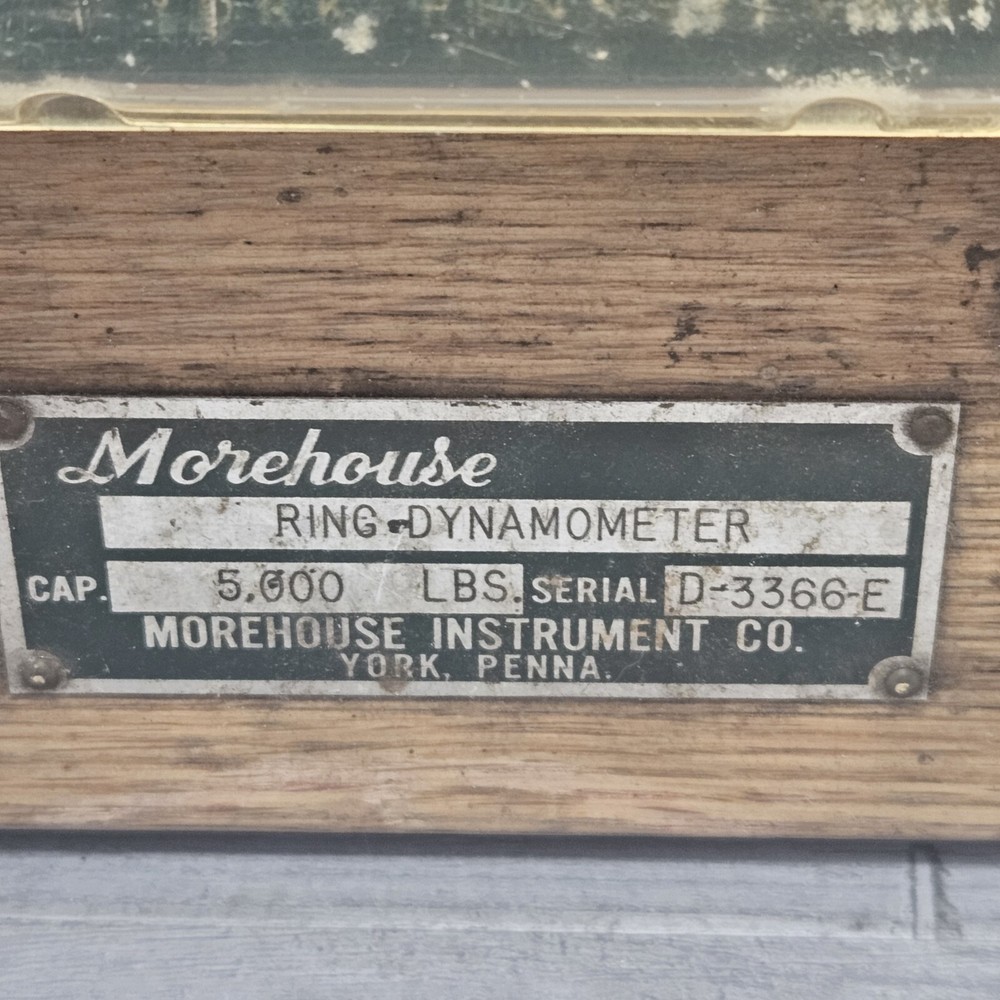 Morehouse
RING-DYNAMOMETER
CAP. 5,000 LBS. SERIAL D-3366-E
MOREHOUSE INSTRUMENT CO.
YORK, PENNA.